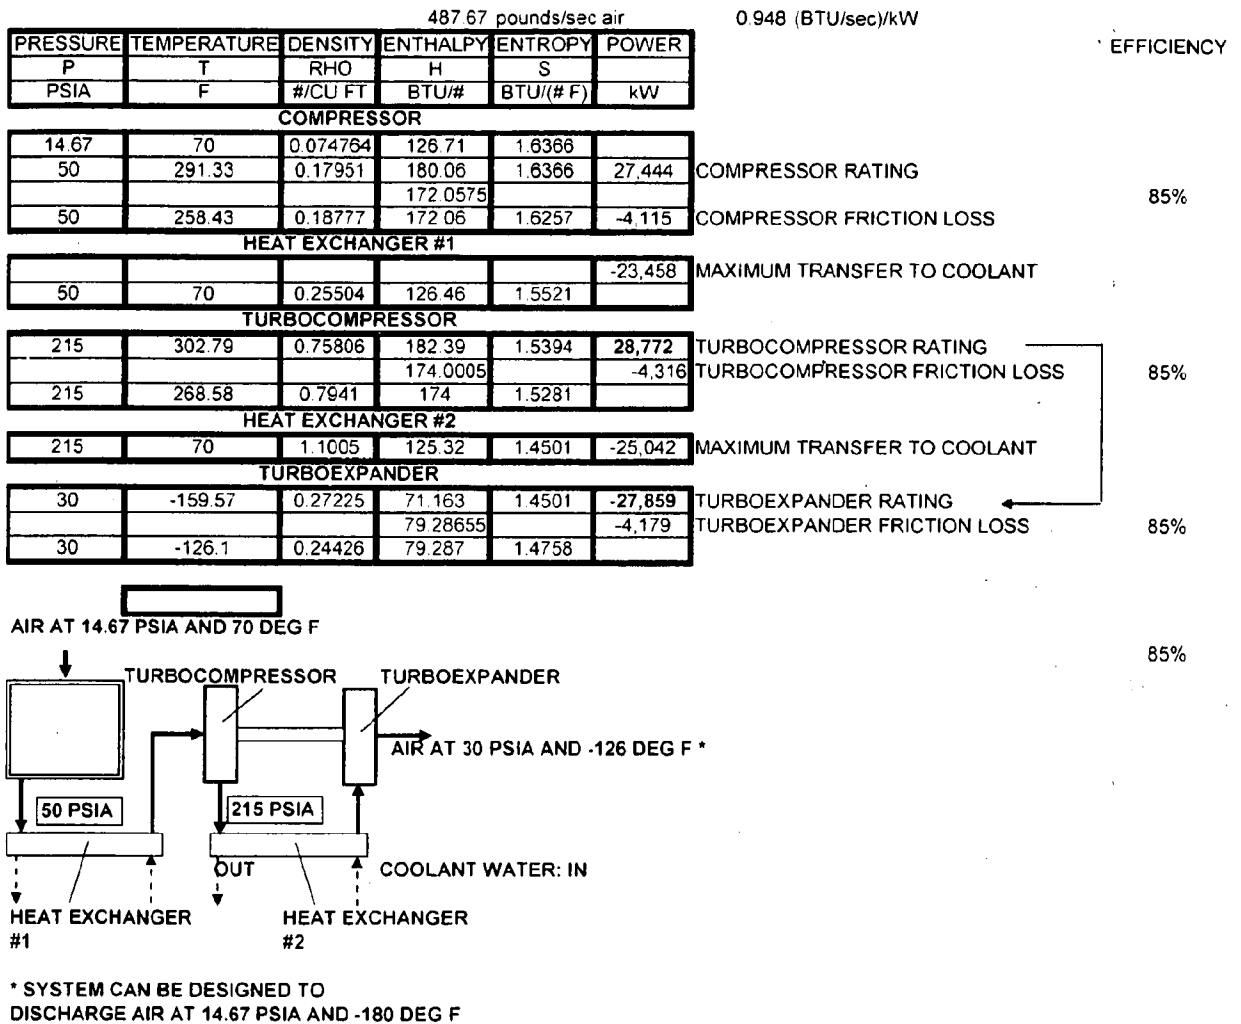 487.67 pounds/sec air 0.948 (BTU/sec)/kW
PRESSURE TEMPERATURE DENSITY ENTHALPY ENTROPY POWER EFFICIENCY
P T RHO H S
PSIA F #/CU FT BTU/# BTU/(# F) kW
COMPRESSOR
14.67 70 0.074764 126.71 1.6366
50 291.33 0.17951 180.06 1.6366 27,444 COMPRESSOR RATING
172.0575 85%
50 258.43 0.18777 172.06 1.6257 -4,115 COMPRESSOR FRICTION LOSS
HEAT EXCHANGER #1
-23,458 MAXIMUM TRANSFER TO COOLANT
50 70 0.25504 126.46 1.5521
TURBOCOMPRESSOR
215 302.79 0.75806 182.39 1.5394 28,772 TURBOCOMPRESSOR RATING
174.0005 -4,316 TURBOCOMPRESSOR FRICTION LOSS 85%
215 268.58 0.7941 174 1.5281
HEAT EXCHANGER #2
215 70 1.1005 125.32 1.4501 -25,042 MAXIMUM TRANSFER TO COOLANT
TURBOEXPANDER
30 -159.57 0.27225 71.163 1.4501 -27,859 TURBOEXPANDER RATING
79.28655 -4,179 TURBOEXPANDER FRICTION LOSS 85%
30 -126.1 0.24426 79.287 1.4758
AIR AT 14.67 PSIA AND 70 DEG F
85%
TURBOCOMPRESSOR TURBOEXPANDER
AIR AT 30 PSIA AND -126 DEG F *
50 PSIA 215 PSIA
OUT COOLANT WATER: IN
HEAT EXCHANGER HEAT EXCHANGER
#1 #2
* SYSTEM CAN BE DESIGNED TO
DISCHARGE AIR AT 14.67 PSIA AND -180 DEG F